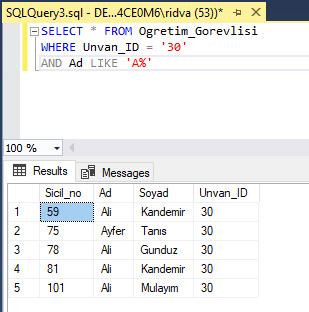 SQLQuery3.sql - DE...4CE0M6\ridva (53))*
SELECT * FROM Ogretim_Gorevlisi
WHERE Unvan_ID = '30'
AND Ad LIKE 'A%'
100 %
Results Messages
Sicil_no Ad Soyad Unvan_ID
1 59 Ali Kandemir 30
2 75 Ayfer Tanıs 30
3 78 Ali Gunduz 30
4 81 Ali Kandemir 30
5 101 Ali Mulayım 30